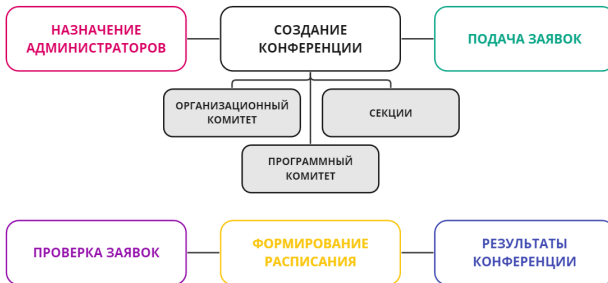 НАЗНАЧЕНИЕ
АДМИНИСТРАТОРОВ
СОЗДАНИЕ
КОНФЕРЕНЦИИ
ПОДАЧА ЗАЯВОК
ОРГАНИЗАЦИОННЫЙ
КОМИТЕТ
СЕКЦИИ
ПРОГРАММНЫЙ
КОМИТЕТ
ПРОВЕРКА ЗАЯВОК
ФОРМИРОВАНИЕ
РАСПИСАНИЯ
РЕЗУЛЬТАТЫ
КОНФЕРЕНЦИИ